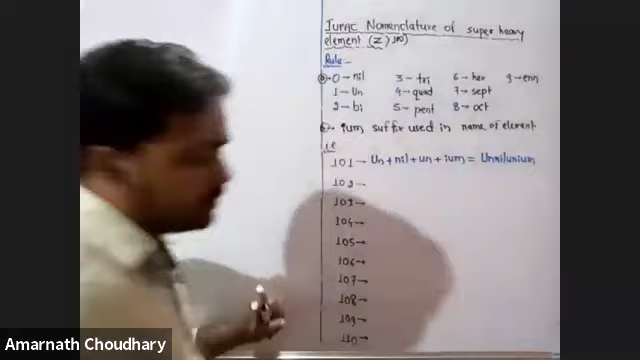 IUPAC Nomenclature of super heavy
element (Z > 100)
Rule:-
0 - nil 3 - tri 6 - hex 9 - enn
1 - Un 4 - quad 7 - sept
2 - bi 5 - pent 8 - oct
ium suffix used in name of element
i.e
101 → Un + nil + un + ium = Unnilunium
102 →
103 →
104 →
105 →
106 →
107 →
108 →
109 →
110 →
Amarnath Choudhary